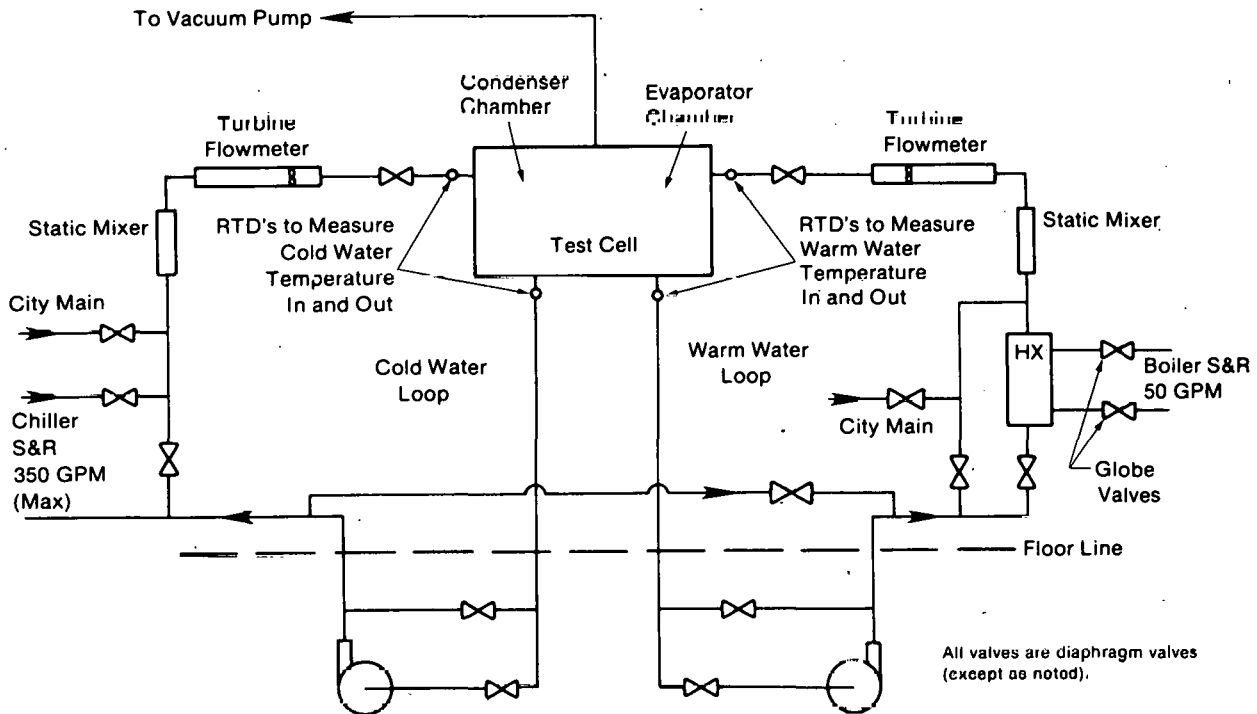 To Vacuum Pump
Condenser
Chamber
Evaporator
Chamber
Turbine
Flowmeter
Turbine
Flowmeter
Static Mixer
RTD's to Measure
Cold Water
Temperature
In and Out
Test Cell
RTD's to Measure
Warm Water
Temperature
In and Out
Static Mixer
City Main
Cold Water
Loop
Warm Water
Loop
HX
Boiler S&R
50 GPM
Chiller
S&R
350 GPM
(Max)
City Main
Globe
Valves
Floor Line
All valves are diaphragm valves
(except as noted).